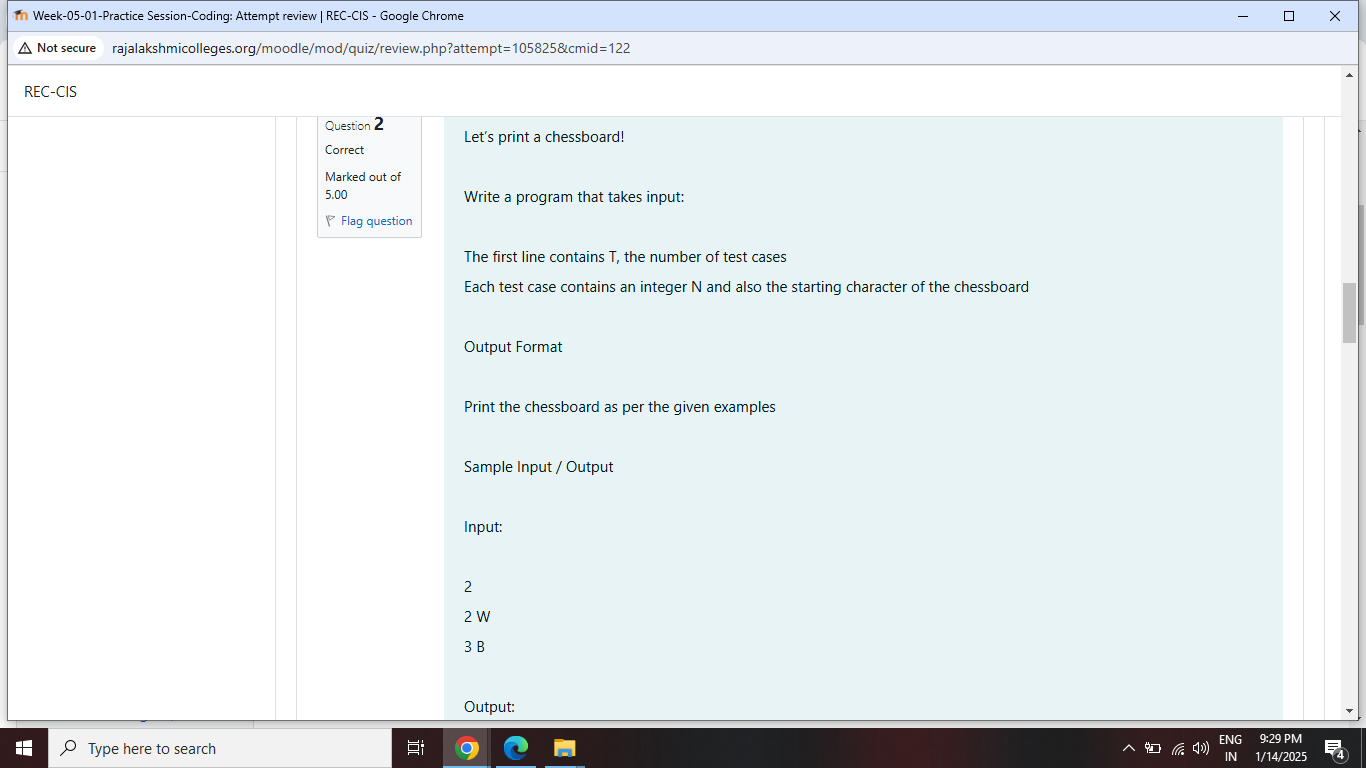 Week-05-01-Practice Session-Coding: Attempt review | REC-CIS - Google Chrome
Not secure
rajalakshmicolleges.org/moodle/mod/quiz/review.php?attempt=105825&cmid=122
REC-CIS
Question 2
Correct
Marked out of
5.00
Flag question
Let's print a chessboard!
Write a program that takes input:
The first line contains T, the number of test cases
Each test case contains an integer N and also the starting character of the chessboard
Output Format
Print the chessboard as per the given examples
Sample Input / Output
Input:
2
2 W
3 B
Output:
Type here to search
ENG
IN
9:29 PM
1/14/2025
4